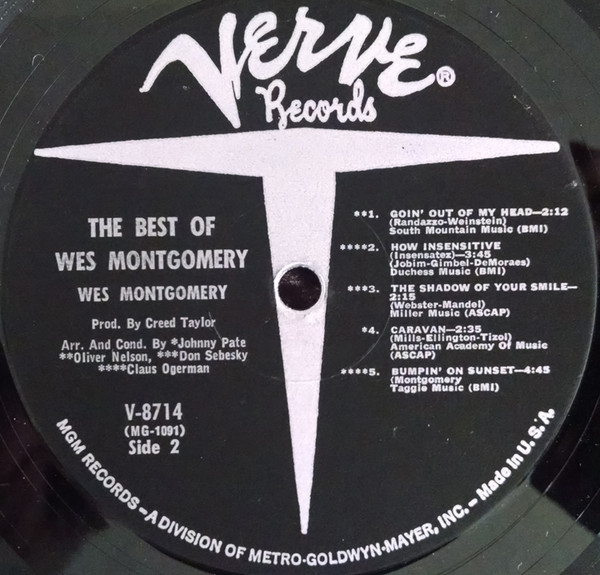 Verve®
Records
THE BEST OF
WES MONTGOMERY
WES MONTGOMERY
Prod. By Creed Taylor
Arr. And Cond. By *Johnny Pate
**Oliver Nelson, ***Don Sebesky
****Claus Ogerman
V-8714
(MG-1091)
Side 2
**1. GOIN' OUT OF MY HEAD—2:12
(Randazzo-Weinstein)
South Mountain Music (BMI)
****2. HOW INSENSITIVE
(Insensatez)—3:45
(Jobim-Gimbel-DeMoraes)
Duchess Music (BMI)
***3. THE SHADOW OF YOUR SMILE—
2:15
(Webster-Mandel)
Miller Music (ASCAP)
*4. CARAVAN—2:35
(Mills-Ellington-Tizol)
American Academy Of Music
(ASCAP)
****5. BUMPIN' ON SUNSET—4:45
(Montgomery
Taggie Music (BMI)
MGM RECORDS—A DIVISION OF METRO-GOLDWYN-MAYER, INC.—Made in U.S.A.